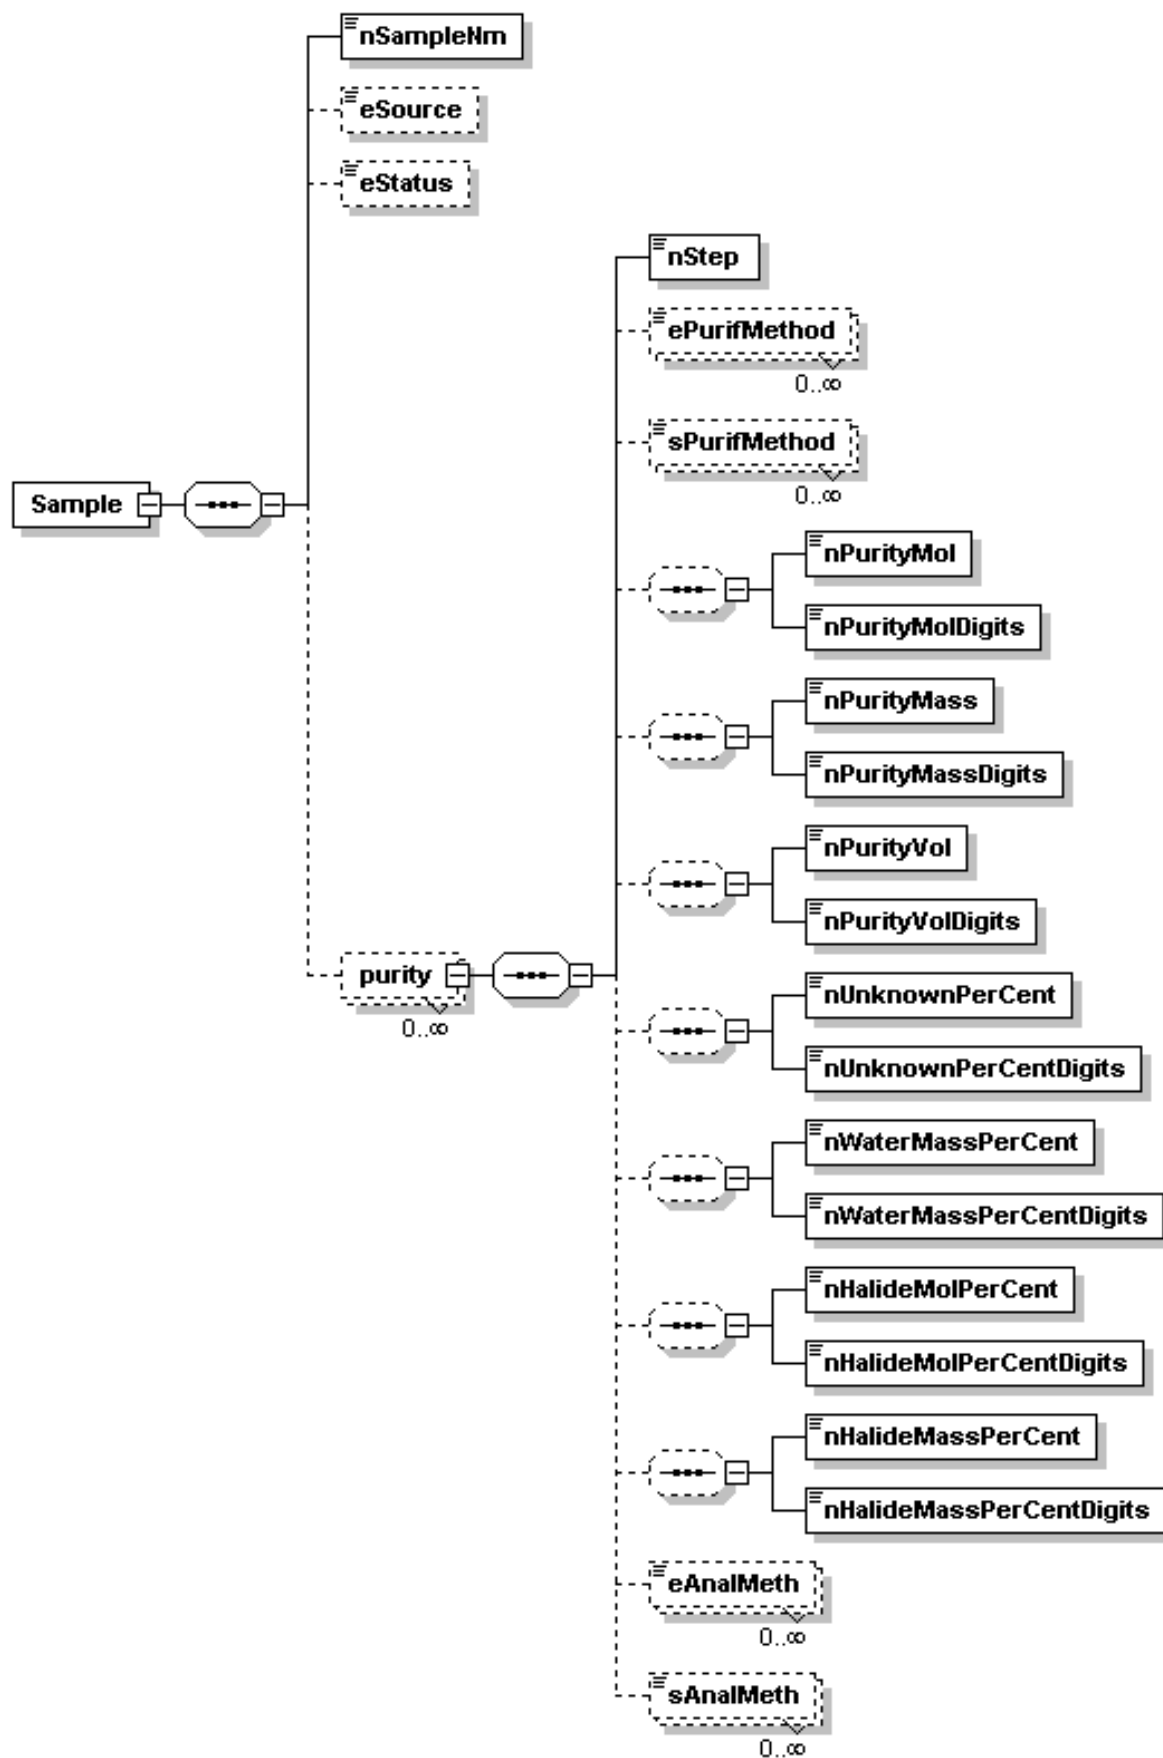 nSampleNm
eSource
eStatus
nStep
ePurifMethod
0..∞
sPurifMethod
0..∞
Sample
nPurityMol
nPurityMolDigits
nPurityMass
nPurityMassDigits
nPurityVol
nPurityVolDigits
purity
0..∞
nUnknownPerCent
nUnknownPerCentDigits
nWaterMassPerCent
nWaterMassPerCentDigits
nHalideMolPerCent
nHalideMolPerCentDigits
nHalideMassPerCent
nHalideMassPerCentDigits
eAnalMeth
0..∞
sAnalMeth
0..∞